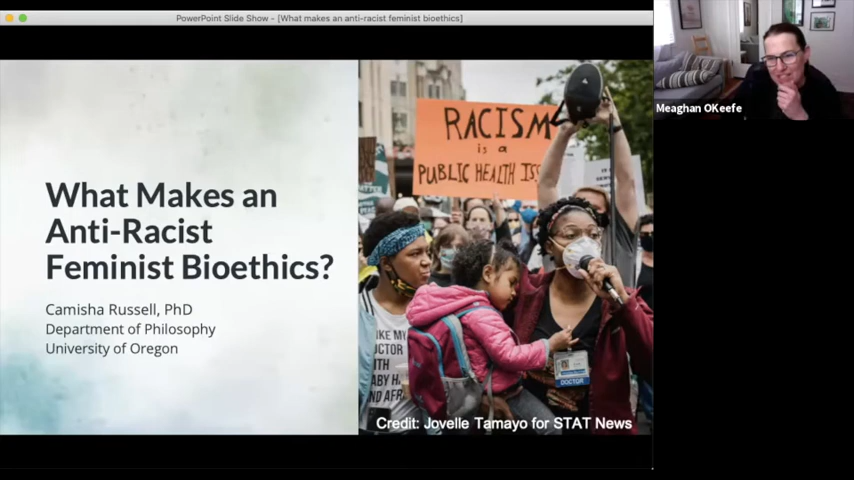 PowerPoint Slide Show - [What makes an anti-racist feminist bioethics]
What Makes an
Anti-Racist
Feminist Bioethics?
Camisha Russell, PhD
Department of Philosophy
University of Oregon
RACISM
is a
PUBLIC HEALTH
DOCTOR
Credit: Jovelle Tamayo for STAT News
Meaghan OKeefe